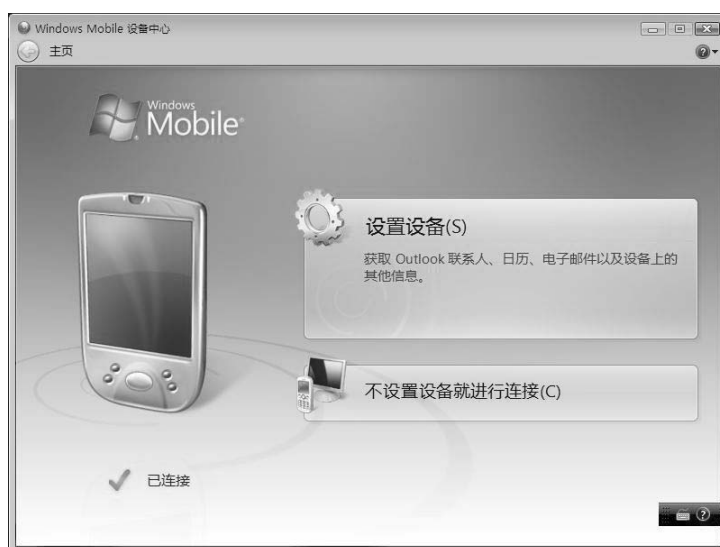 Windows Mobile 设备中心
主页
Windows
Mobile
设置设备(S)
获取 Outlook 联系人、日历、电子邮件以及设备上的
其他信息。
不设置设备就进行连接(C)
已连接